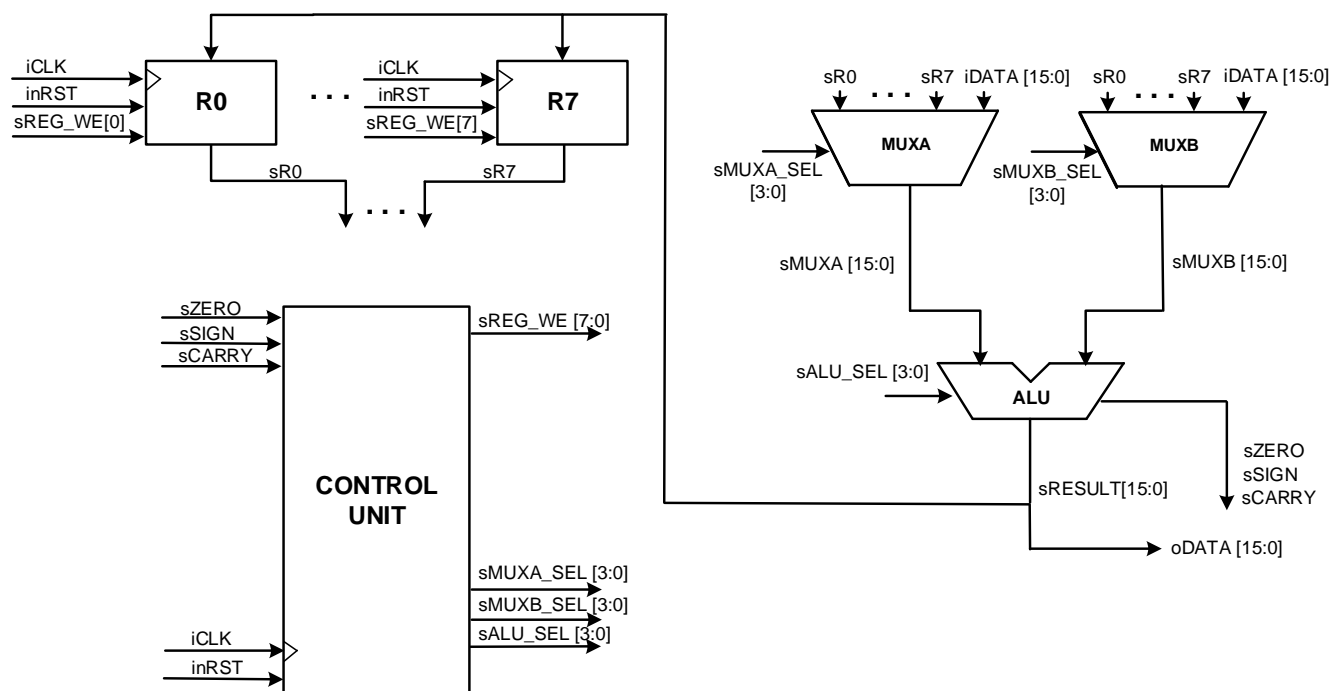 iCLK
inRST
sREG_WE[0]
R0
. . .
iCLK
inRST
sREG_WE[7]
R7
sR0
sR7
. . .
sR0
sR7
iDATA [15:0]
. . .
MUXA
sMUXA_SEL
[3:0]
sR0
sR7
iDATA [15:0]
. . .
MUXB
sMUXB_SEL
[3:0]
sMUXA [15:0]
sMUXB [15:0]
sALU_SEL [3:0]
ALU
sZERO
sSIGN
sCARRY
sRESULT[15:0]
oDATA [15:0]
sZERO
sSIGN
sCARRY
sREG_WE [7:0]
CONTROL
UNIT
sMUXA_SEL [3:0]
sMUXB_SEL [3:0]
sALU_SEL [3:0]
iCLK
inRST